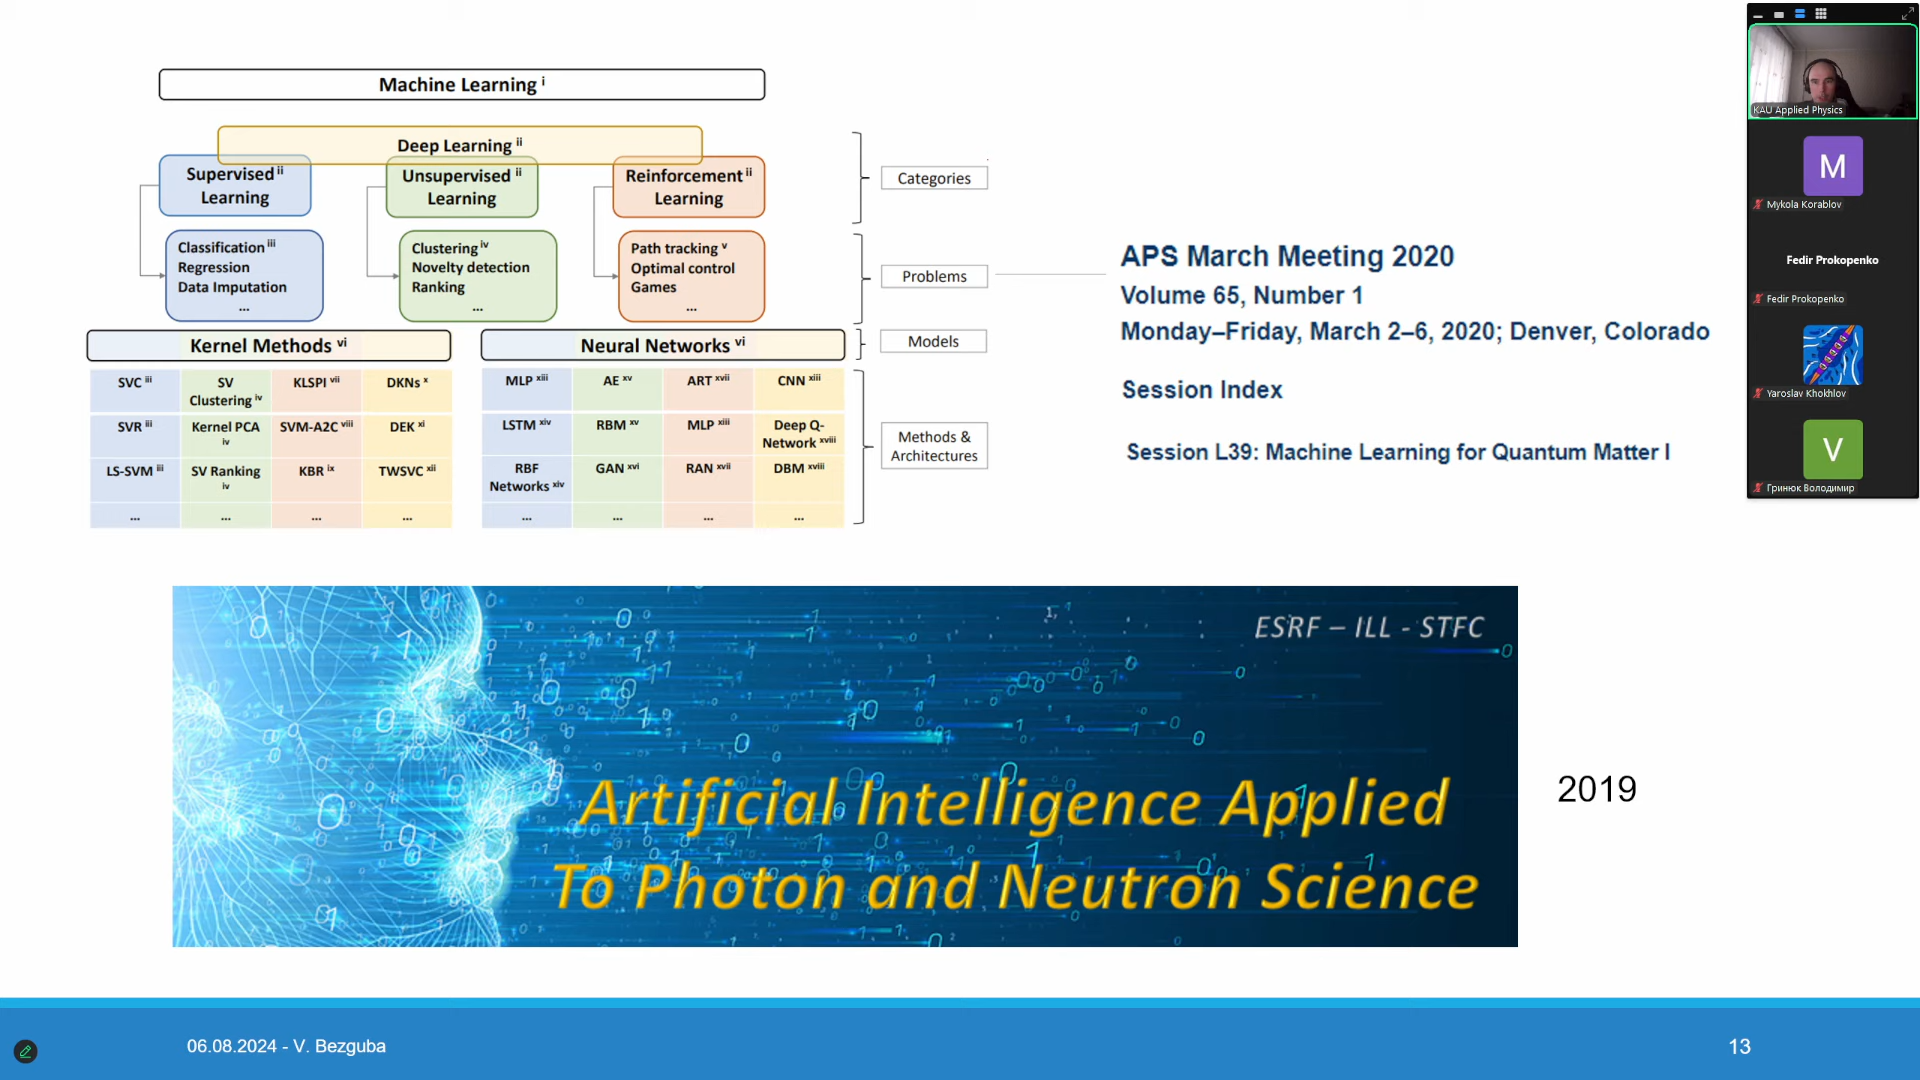 Machine Learning i
Deep Learning ii
Supervised ii
Learning
Unsupervised ii
Learning
Reinforcement ii
Learning
Categories
Classification iii
Regression
Data Imputation
...
Clustering iv
Novelty detection
Ranking
...
Path tracking v
Optimal control
Games
...
Problems
Kernel Methods vi
Neural Networks vi
Models
SVC iii
SV
Clustering iv
KLSPI vii
DKNs x
SVR iii
Kernel PCA
iv
SVM-A2C viii
DEK xi
LS-SVM iii
SV Ranking
iv
KBR ix
TWSVC xii
...
...
...
...
MLP xiii
AE xv
ART xvii
CNN xiii
LSTM xiv
RBM xv
MLP xiii
Deep Q-
Network xviii
RBF
Networks xiv
GAN xvi
RAN xvii
DBM xviii
...
...
...
...
Methods &
Architectures
APS March Meeting 2020
Volume 65, Number 1
Monday–Friday, March 2–6, 2020; Denver, Colorado
Session Index
Session L39: Machine Learning for Quantum Matter I
ESRF – ILL - STFC
Artificial Intelligence Applied
To Photon and Neutron Science
2019
06.08.2024 - V. Bezguba
13
KAU Applied Physics
M
Mykola Korablov
Fedir Prokopenko
Fedir Prokopenko
Yaroslav Khokhlov
V
Гринюк Володимир